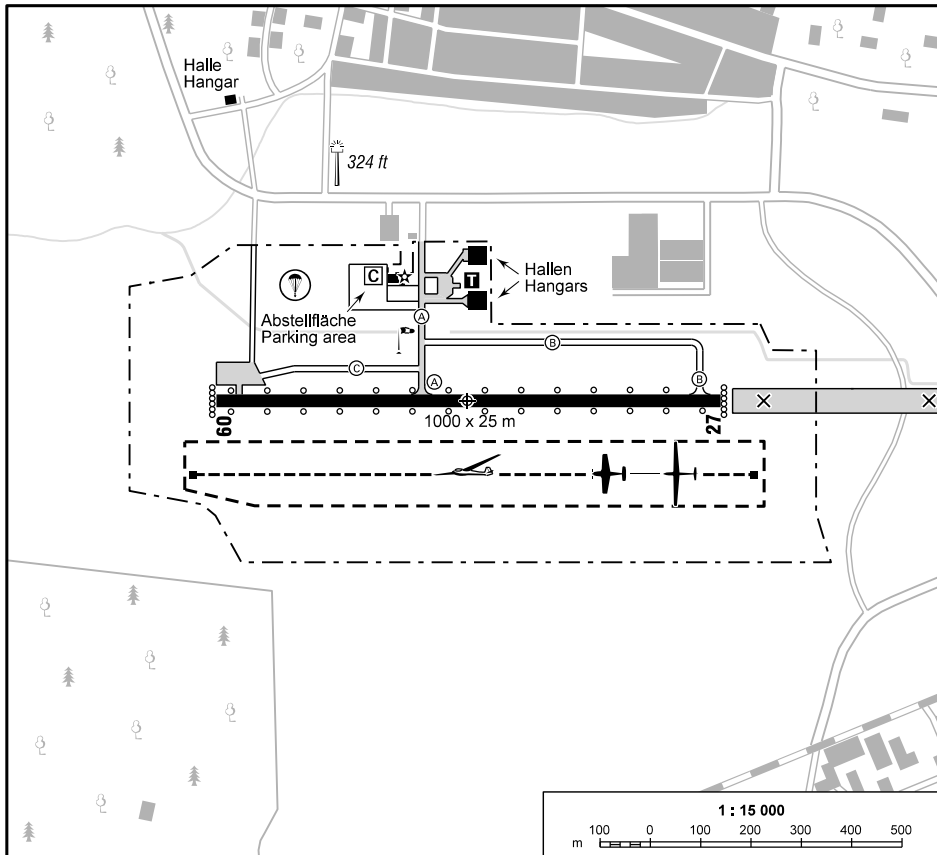 Halle
Hangar
324 ft
C
T
Hallen
Hangars
Abstellfläche
Parking area
A
B
C
A
B
09
27
1000 x 25 m
1 : 15 000
m 100 0 100 200 300 400 500